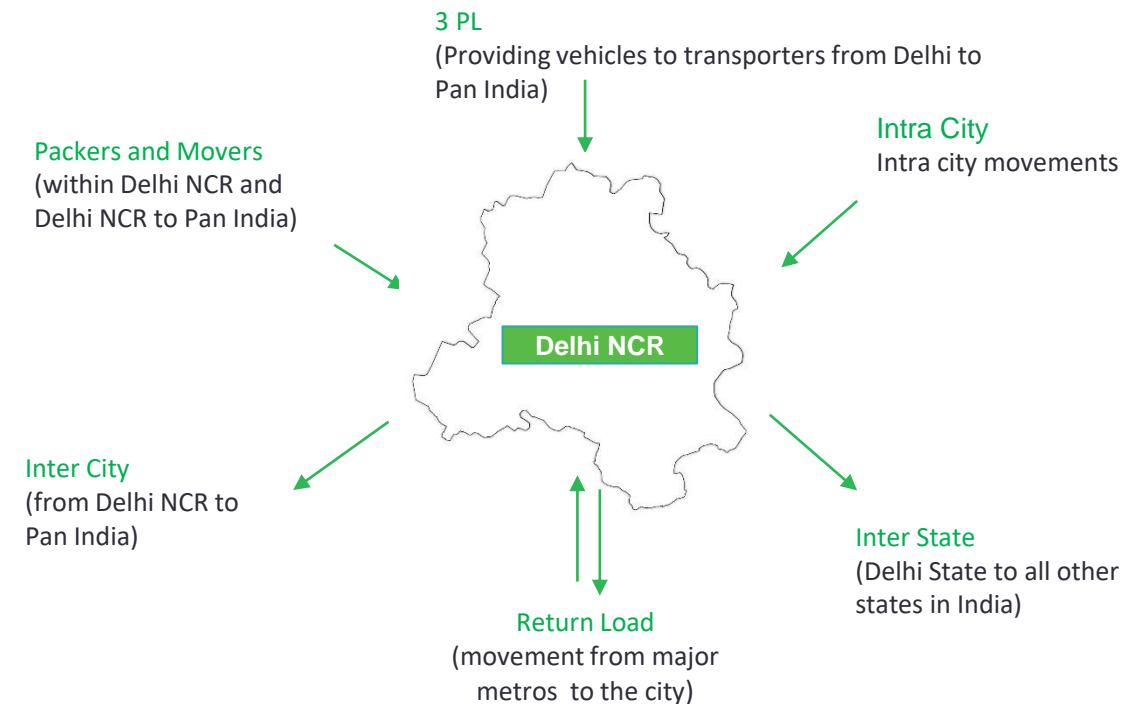 3 PL
(Providing vehicles to transporters from Delhi to
Pan India)
Intra City
Intra city movements
Packers and Movers
(within Delhi NCR and
Delhi NCR to Pan India)
Delhi NCR
Inter City
(from Delhi NCR to
Pan India)
Inter State
(Delhi State to all other
states in India)
Return Load
(movement from major
metros to the city)